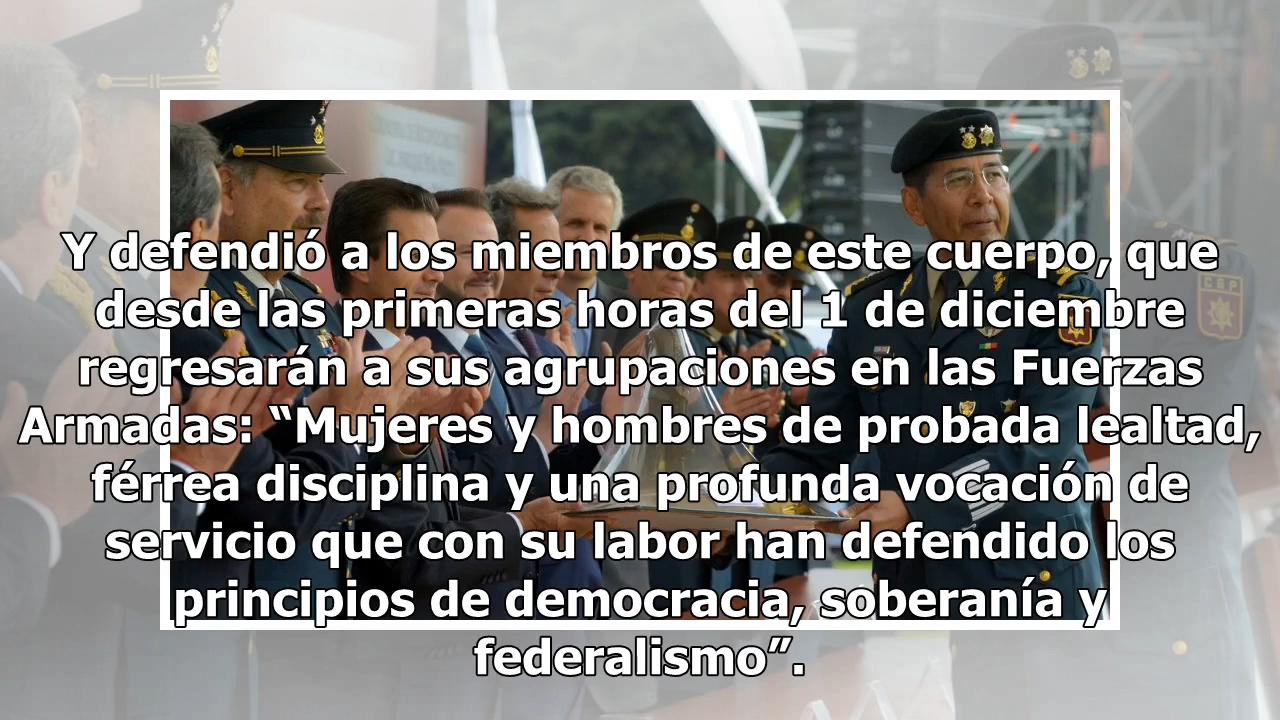 Y defendió a los miembros de este cuerpo, que
desde las primeras horas del 1 de diciembre
regresarán a sus agrupaciones en las Fuerzas
Armadas: “Mujeres y hombres de probada lealtad,
férrea disciplina y una profunda vocación de
servicio que con su labor han defendido los
principios de democracia, soberanía y
federalismo”.